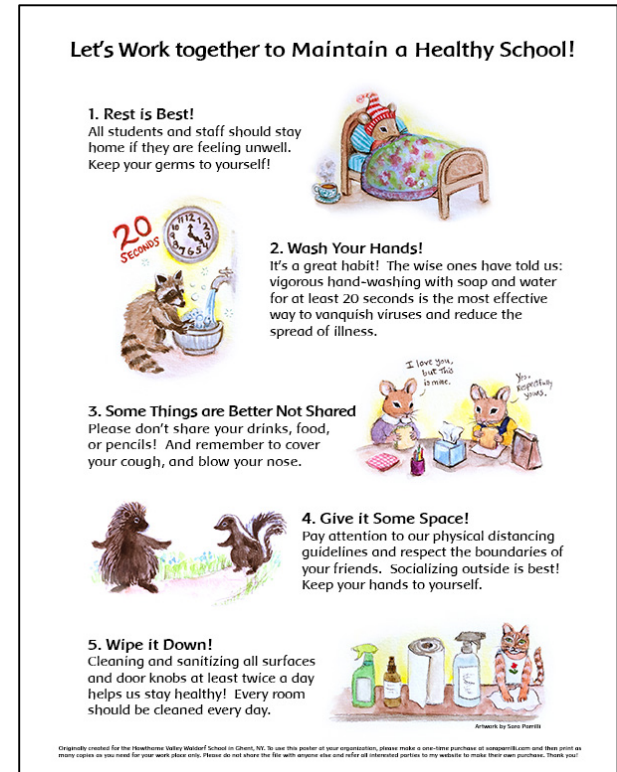 Let's Work together to Maintain a Healthy School!
1. Rest is Best!
All students and staff should stay
home if they are feeling unwell.
Keep your germs to yourself!
20
SECONDS
2. Wash Your Hands!
It's a great habit! The wise ones have told us:
vigorous hand-washing with soap and water
for at least 20 seconds is the most effective
way to vanquish viruses and reduce the
spread of illness.
I love you,
but this
is mine.
Yes.
Respectfully
yours.
3. Some Things are Better Not Shared
Please don't share your drinks, food,
or pencils! And remember to cover
your cough, and blow your nose.
4. Give it Some Space!
Pay attention to our physical distancing
guidelines and respect the boundaries of
your friends. Socializing outside is best!
Keep your hands to yourself.
5. Wipe it Down!
Cleaning and sanitizing all surfaces
and door knobs at least twice a day
helps us stay healthy! Every room
should be cleaned every day.
Artwork by Sara Parrilli
Originally created for the Hawthorne Valley Waldorf School in Ghent, NY. To use this poster at your organization, please make a one-time purchase at saraparrilli.com and then print as
many copies as you need for your work place only. Please do not share the file with anyone else and refer all interested parties to my website to make their own purchase. Thank you!